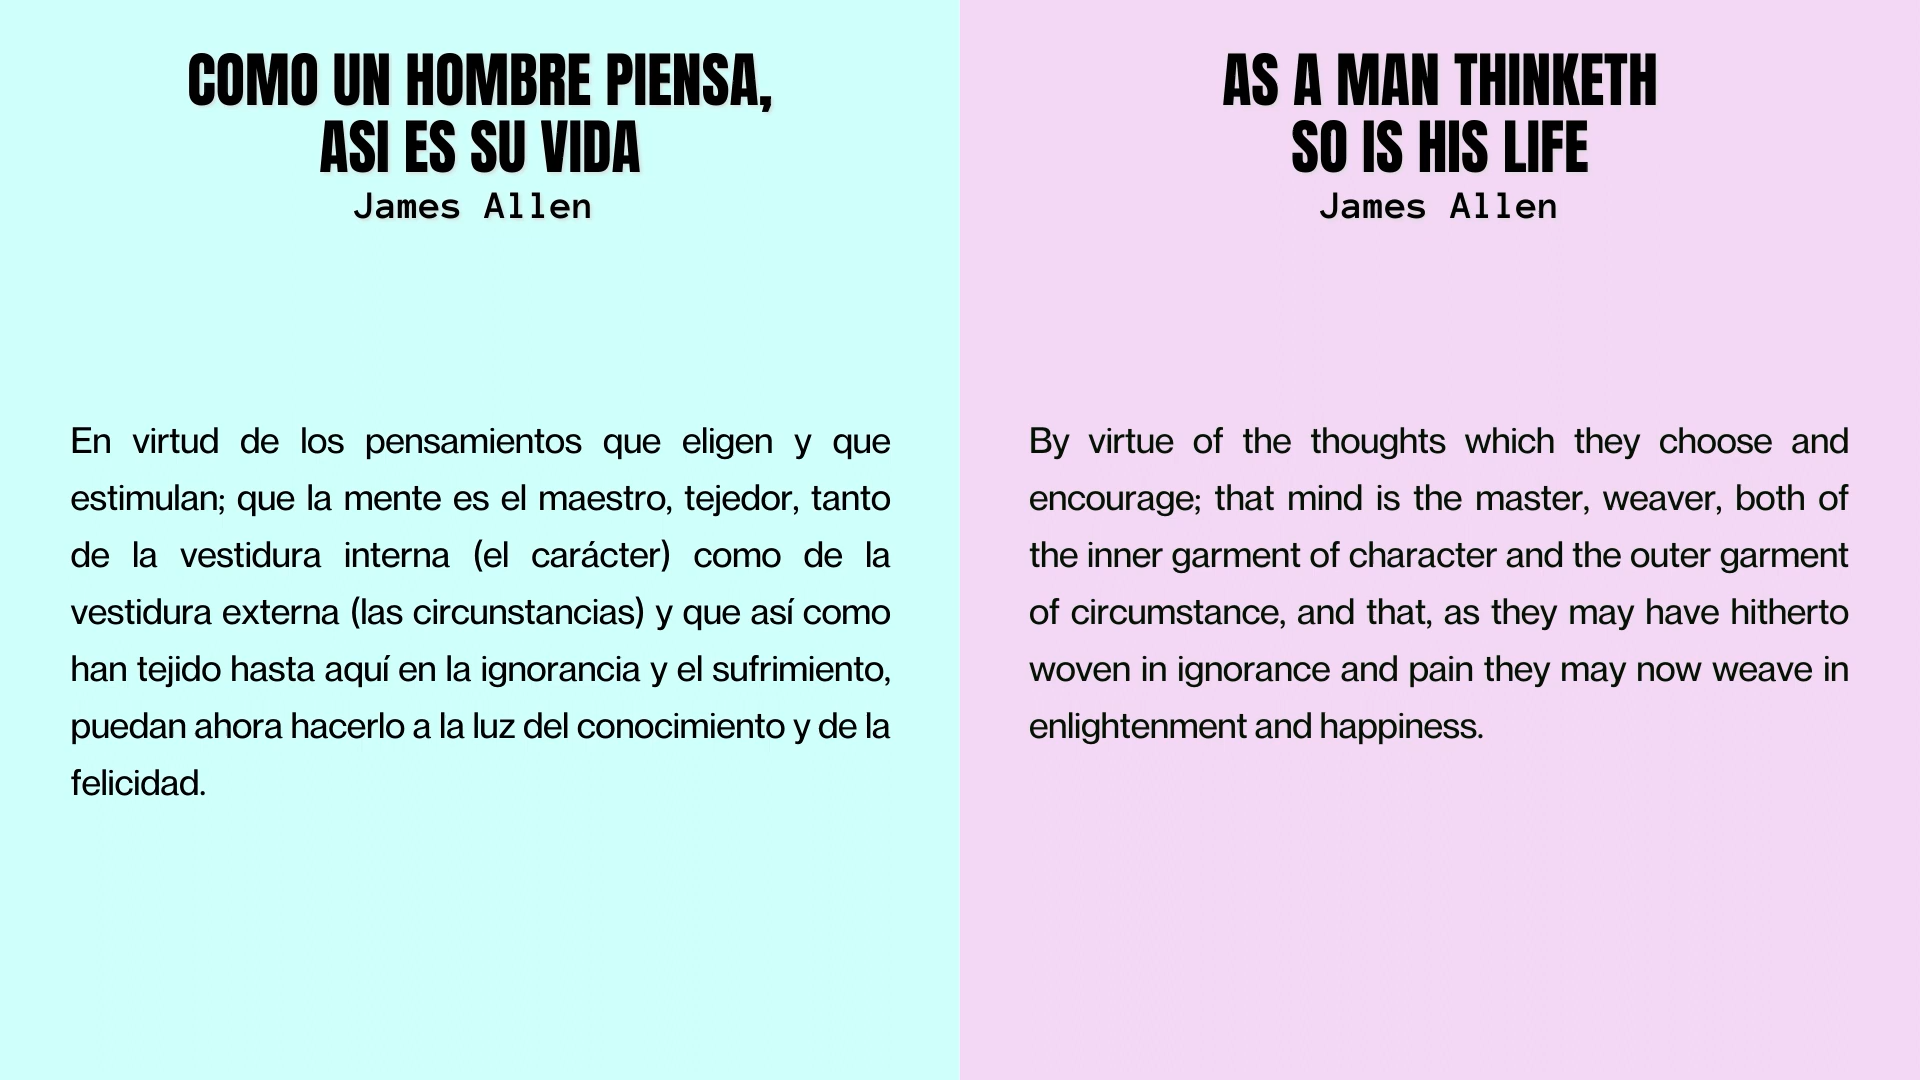 COMO UN HOMBRE PIENSA,
ASI ES SU VIDA
James Allen
En virtud de los pensamientos que eligen y que
estimulan; que la mente es el maestro, tejedor, tanto
de la vestidura interna (el carácter) como de la
vestidura externa (las circunstancias) y que así como
han tejido hasta aquí en la ignorancia y el sufrimiento,
puedan ahora hacerlo a la luz del conocimiento y de la
felicidad.
AS A MAN THINKETH
SO IS HIS LIFE
James Allen
By virtue of the thoughts which they choose and
encourage; that mind is the master, weaver, both of
the inner garment of character and the outer garment
of circumstance, and that, as they may have hitherto
woven in ignorance and pain they may now weave in
enlightenment and happiness.